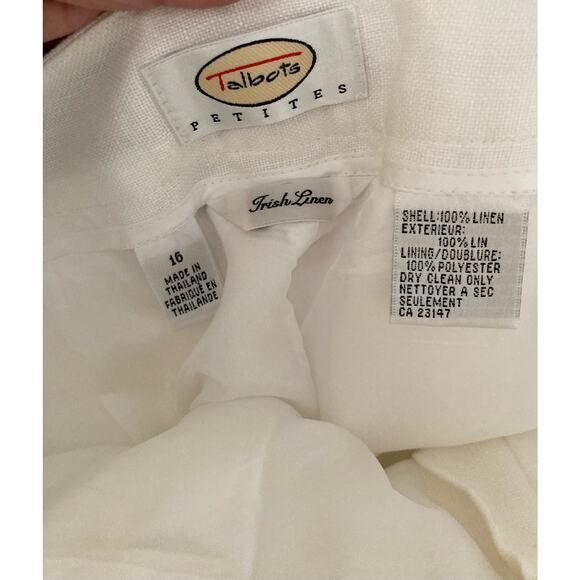 Talbots
PETITES
Irish Linen
16
MADE IN
THAILAND
FABRIQUÉ EN
THAILANDE
SHELL:100% LINEN
EXTERIEUR:
100% LIN
LINING/DOUBLURE:
100% POLYESTER
DRY CLEAN ONLY
NETTOYER A SEC
SEULEMENT
CA 23147